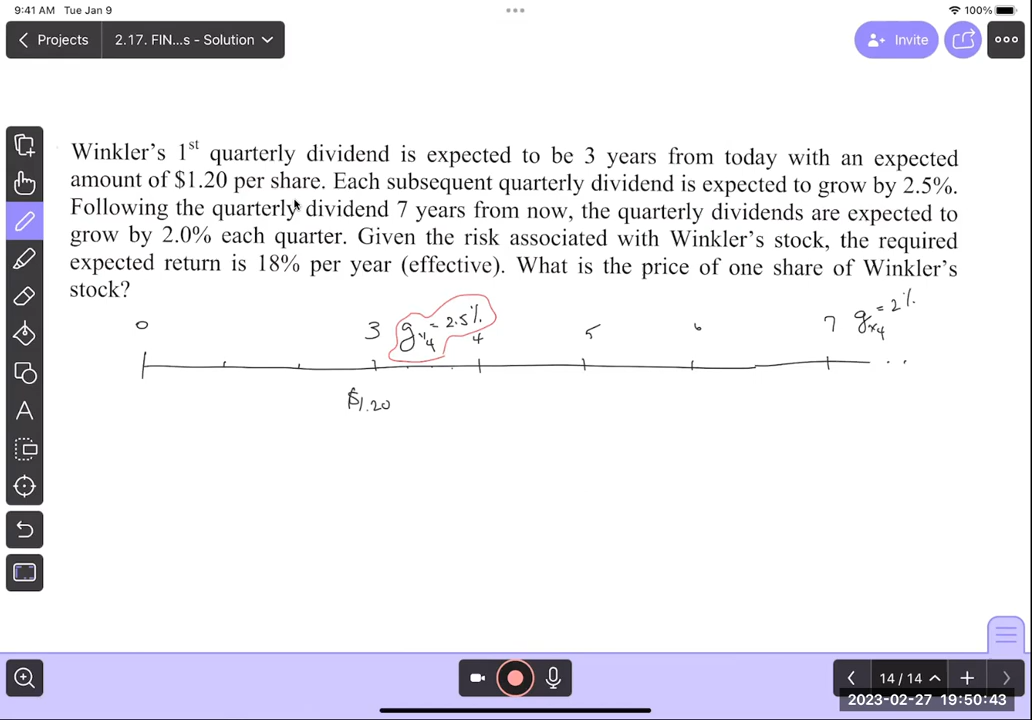 9:41 AM Tue Jan 9
100%
Projects
2.17. FIN...s - Solution
Invite
Winkler's 1st quarterly dividend is expected to be 3 years from today with an expected
amount of $1.20 per share. Each subsequent quarterly dividend is expected to grow by 2.5%.
Following the quarterly dividend 7 years from now, the quarterly dividends are expected to
grow by 2.0% each quarter. Given the risk associated with Winkler's stock, the required
expected return is 18% per year (effective). What is the price of one share of Winkler's
stock?
0 3 g1/4 = 2.5% 4 5 6 7 g = 2%
$1.20
A
14 / 14
2023-02-27 19:50:43